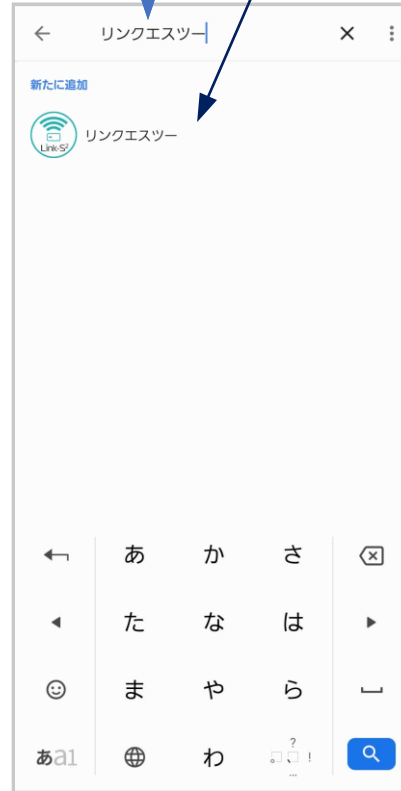 リンクエスツー
新たに追加
Link-S²
リンクエスツー
あ か さ
た な は
ま や ら
あa1 わ 。、?!…